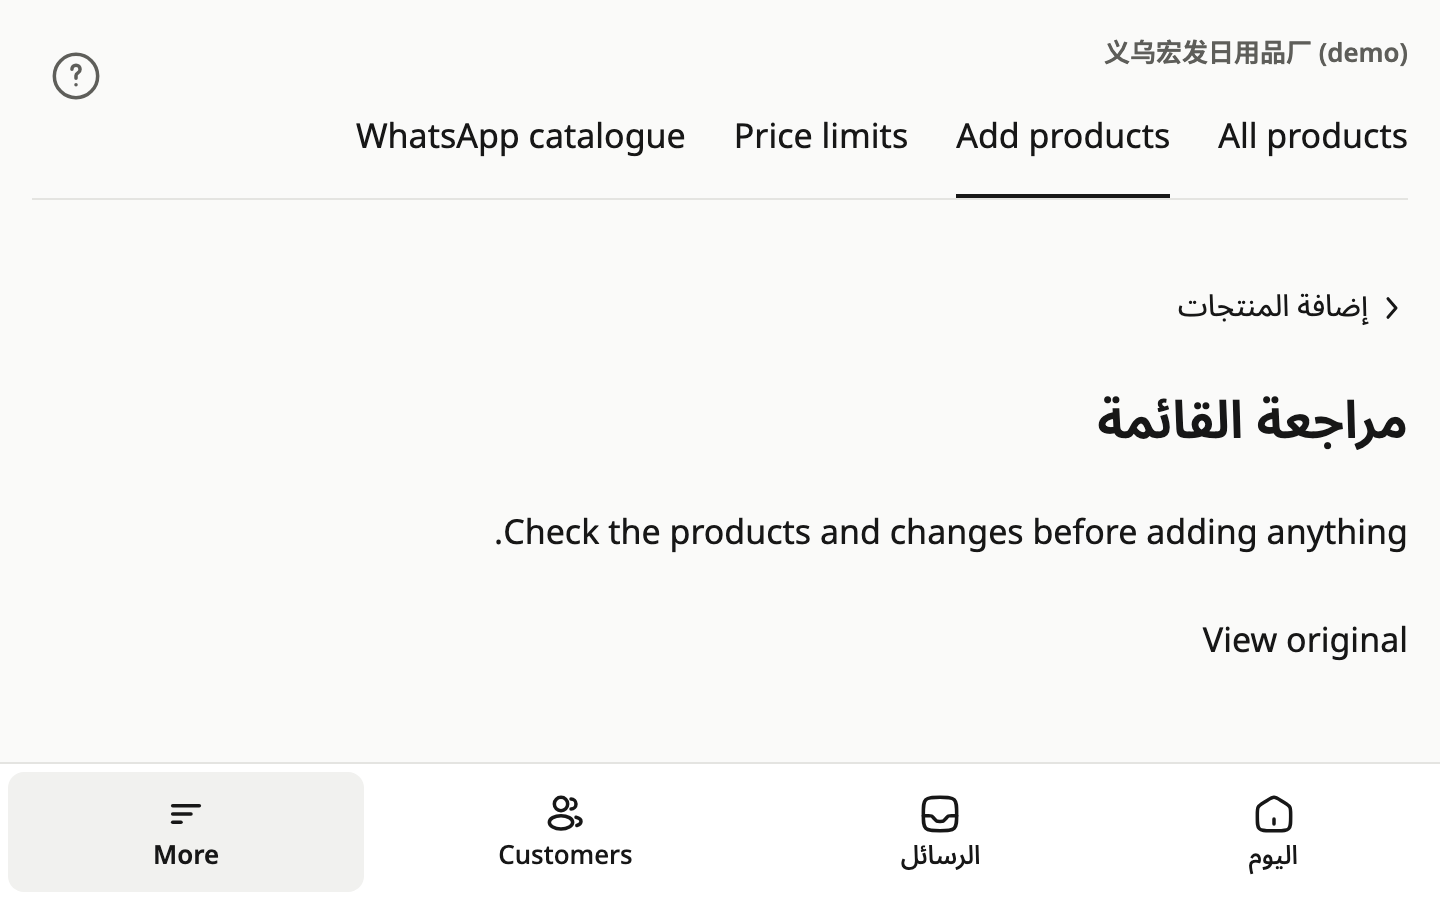 义乌宏发日用品厂 (demo)
All products
Add products
Price limits
WhatsApp catalogue
إضافة المنتجات
مراجعة القائمة
Check the products and changes before adding anything.
View original
اليوم
الرسائل
Customers
More